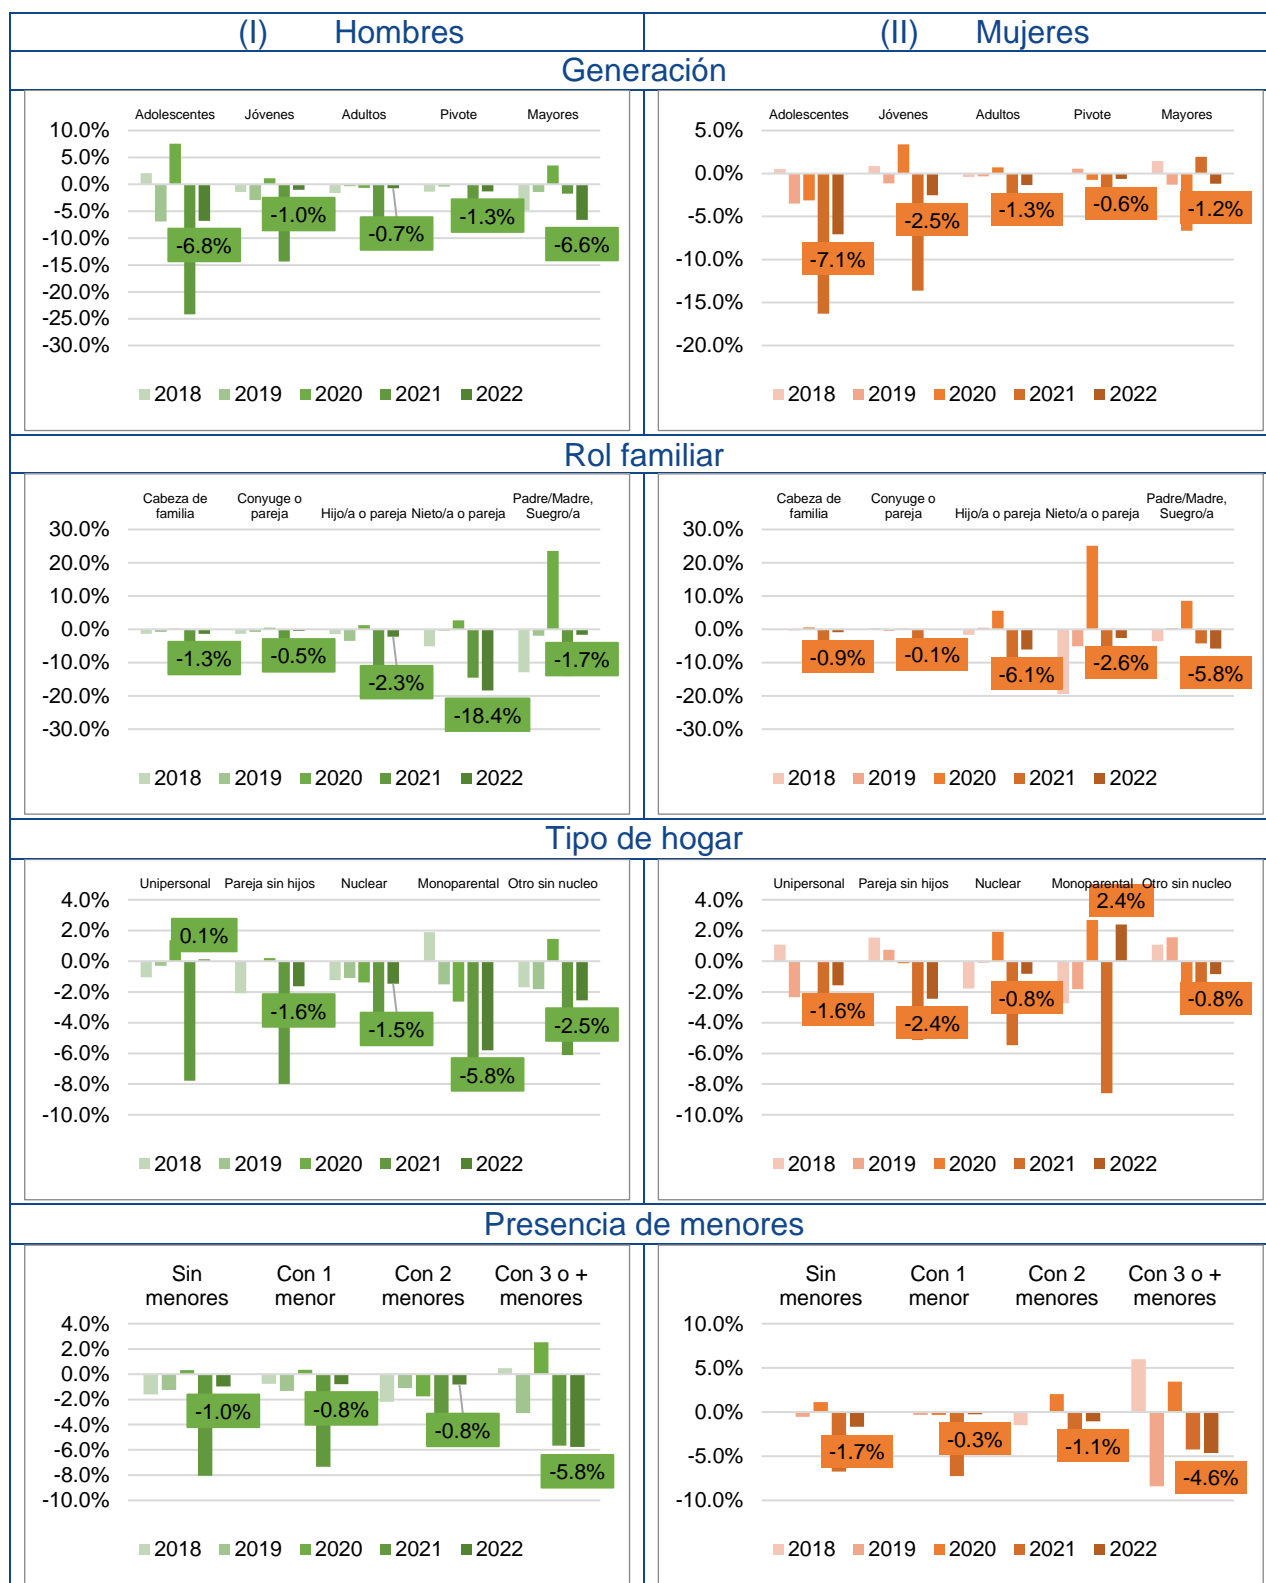 (I) Hombres
(II) Mujeres
Generación
Adolescentes Jóvenes Adultos Pivote Mayores
10.0%
5.0%
0.0%
-5.0%
-10.0%
-15.0%
-20.0%
-25.0%
-30.0%
-6.8%
-1.0%
-0.7%
-1.3%
-6.6%
2018 2019 2020 2021 2022
Adolescentes Jóvenes Adultos Pivote Mayores
5.0%
0.0%
-5.0%
-10.0%
-15.0%
-20.0%
-7.1%
-2.5%
-1.3%
-0.6%
-1.2%
2018 2019 2020 2021 2022
Rol familiar
Cabeza de familia
Conyuge o pareja
Hijo/a o pareja
Nieto/a o pareja
Padre/Madre, Suegro/a
30.0%
20.0%
10.0%
0.0%
-10.0%
-20.0%
-30.0%
-1.3%
-0.5%
-2.3%
-18.4%
-1.7%
2018 2019 2020 2021 2022
Cabeza de familia
Conyuge o pareja
Hijo/a o pareja
Nieto/a o pareja
Padre/Madre, Suegro/a
30.0%
20.0%
10.0%
0.0%
-10.0%
-20.0%
-30.0%
-0.9%
-0.1%
-6.1%
-2.6%
-5.8%
2018 2019 2020 2021 2022
Tipo de hogar
Unipersonal Pareja sin hijos Nuclear Monoparental Otro sin nucleo
4.0%
2.0%
0.0%
-2.0%
-4.0%
-6.0%
-8.0%
-10.0%
0.1%
-1.6%
-1.5%
-5.8%
-2.5%
2018 2019 2020 2021 2022
Unipersonal Pareja sin hijos Nuclear Monoparental Otro sin nucleo
4.0%
2.0%
0.0%
-2.0%
-4.0%
-6.0%
-8.0%
-10.0%
-1.6%
-2.4%
-0.8%
2.4%
-0.8%
2018 2019 2020 2021 2022
Presencia de menores
Sin menores
Con 1 menor
Con 2 menores
Con 3 o + menores
4.0%
2.0%
0.0%
-2.0%
-4.0%
-6.0%
-8.0%
-10.0%
-1.0%
-0.8%
-0.8%
-5.8%
2018 2019 2020 2021 2022
Sin menores
Con 1 menor
Con 2 menores
Con 3 o + menores
10.0%
5.0%
0.0%
-5.0%
-10.0%
-1.7%
-0.3%
-1.1%
-4.6%
2018 2019 2020 2021 2022